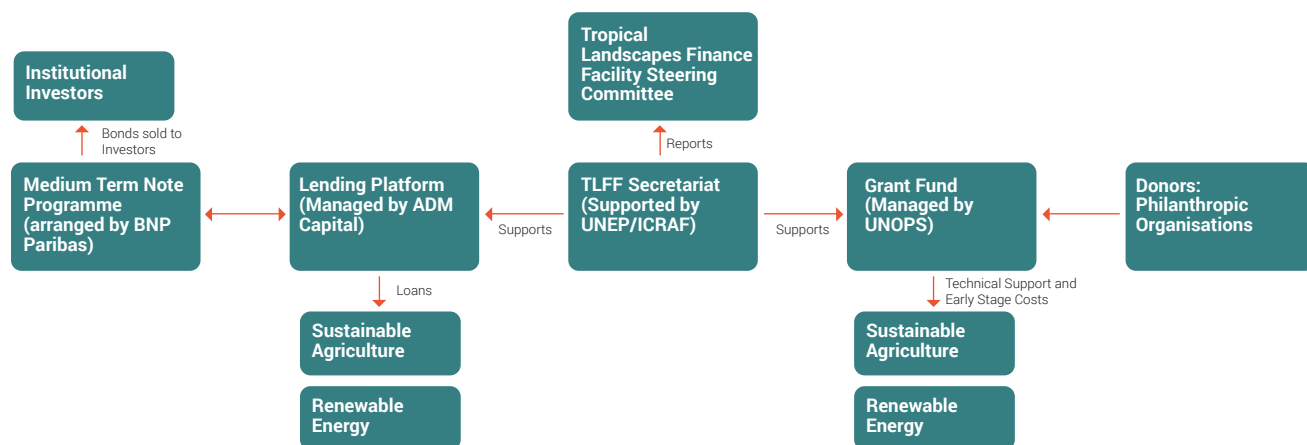 Tropical
Landscapes Finance
Facility Steering
Committee
Institutional
Investors
Bonds sold to
Investors
Reports
Medium Term Note
Programme
(arranged by BNP
Paribas)
Lending Platform
(Managed by ADM
Capital)
Supports
TLFF Secretariat
(Supported by
UNEP/ICRAF)
Supports
Grant Fund
(Managed by
UNOPS)
Donors:
Philanthropic
Organisations
Loans
Technical Support and
Early Stage Costs
Sustainable
Agriculture
Sustainable
Agriculture
Renewable
Energy
Renewable
Energy